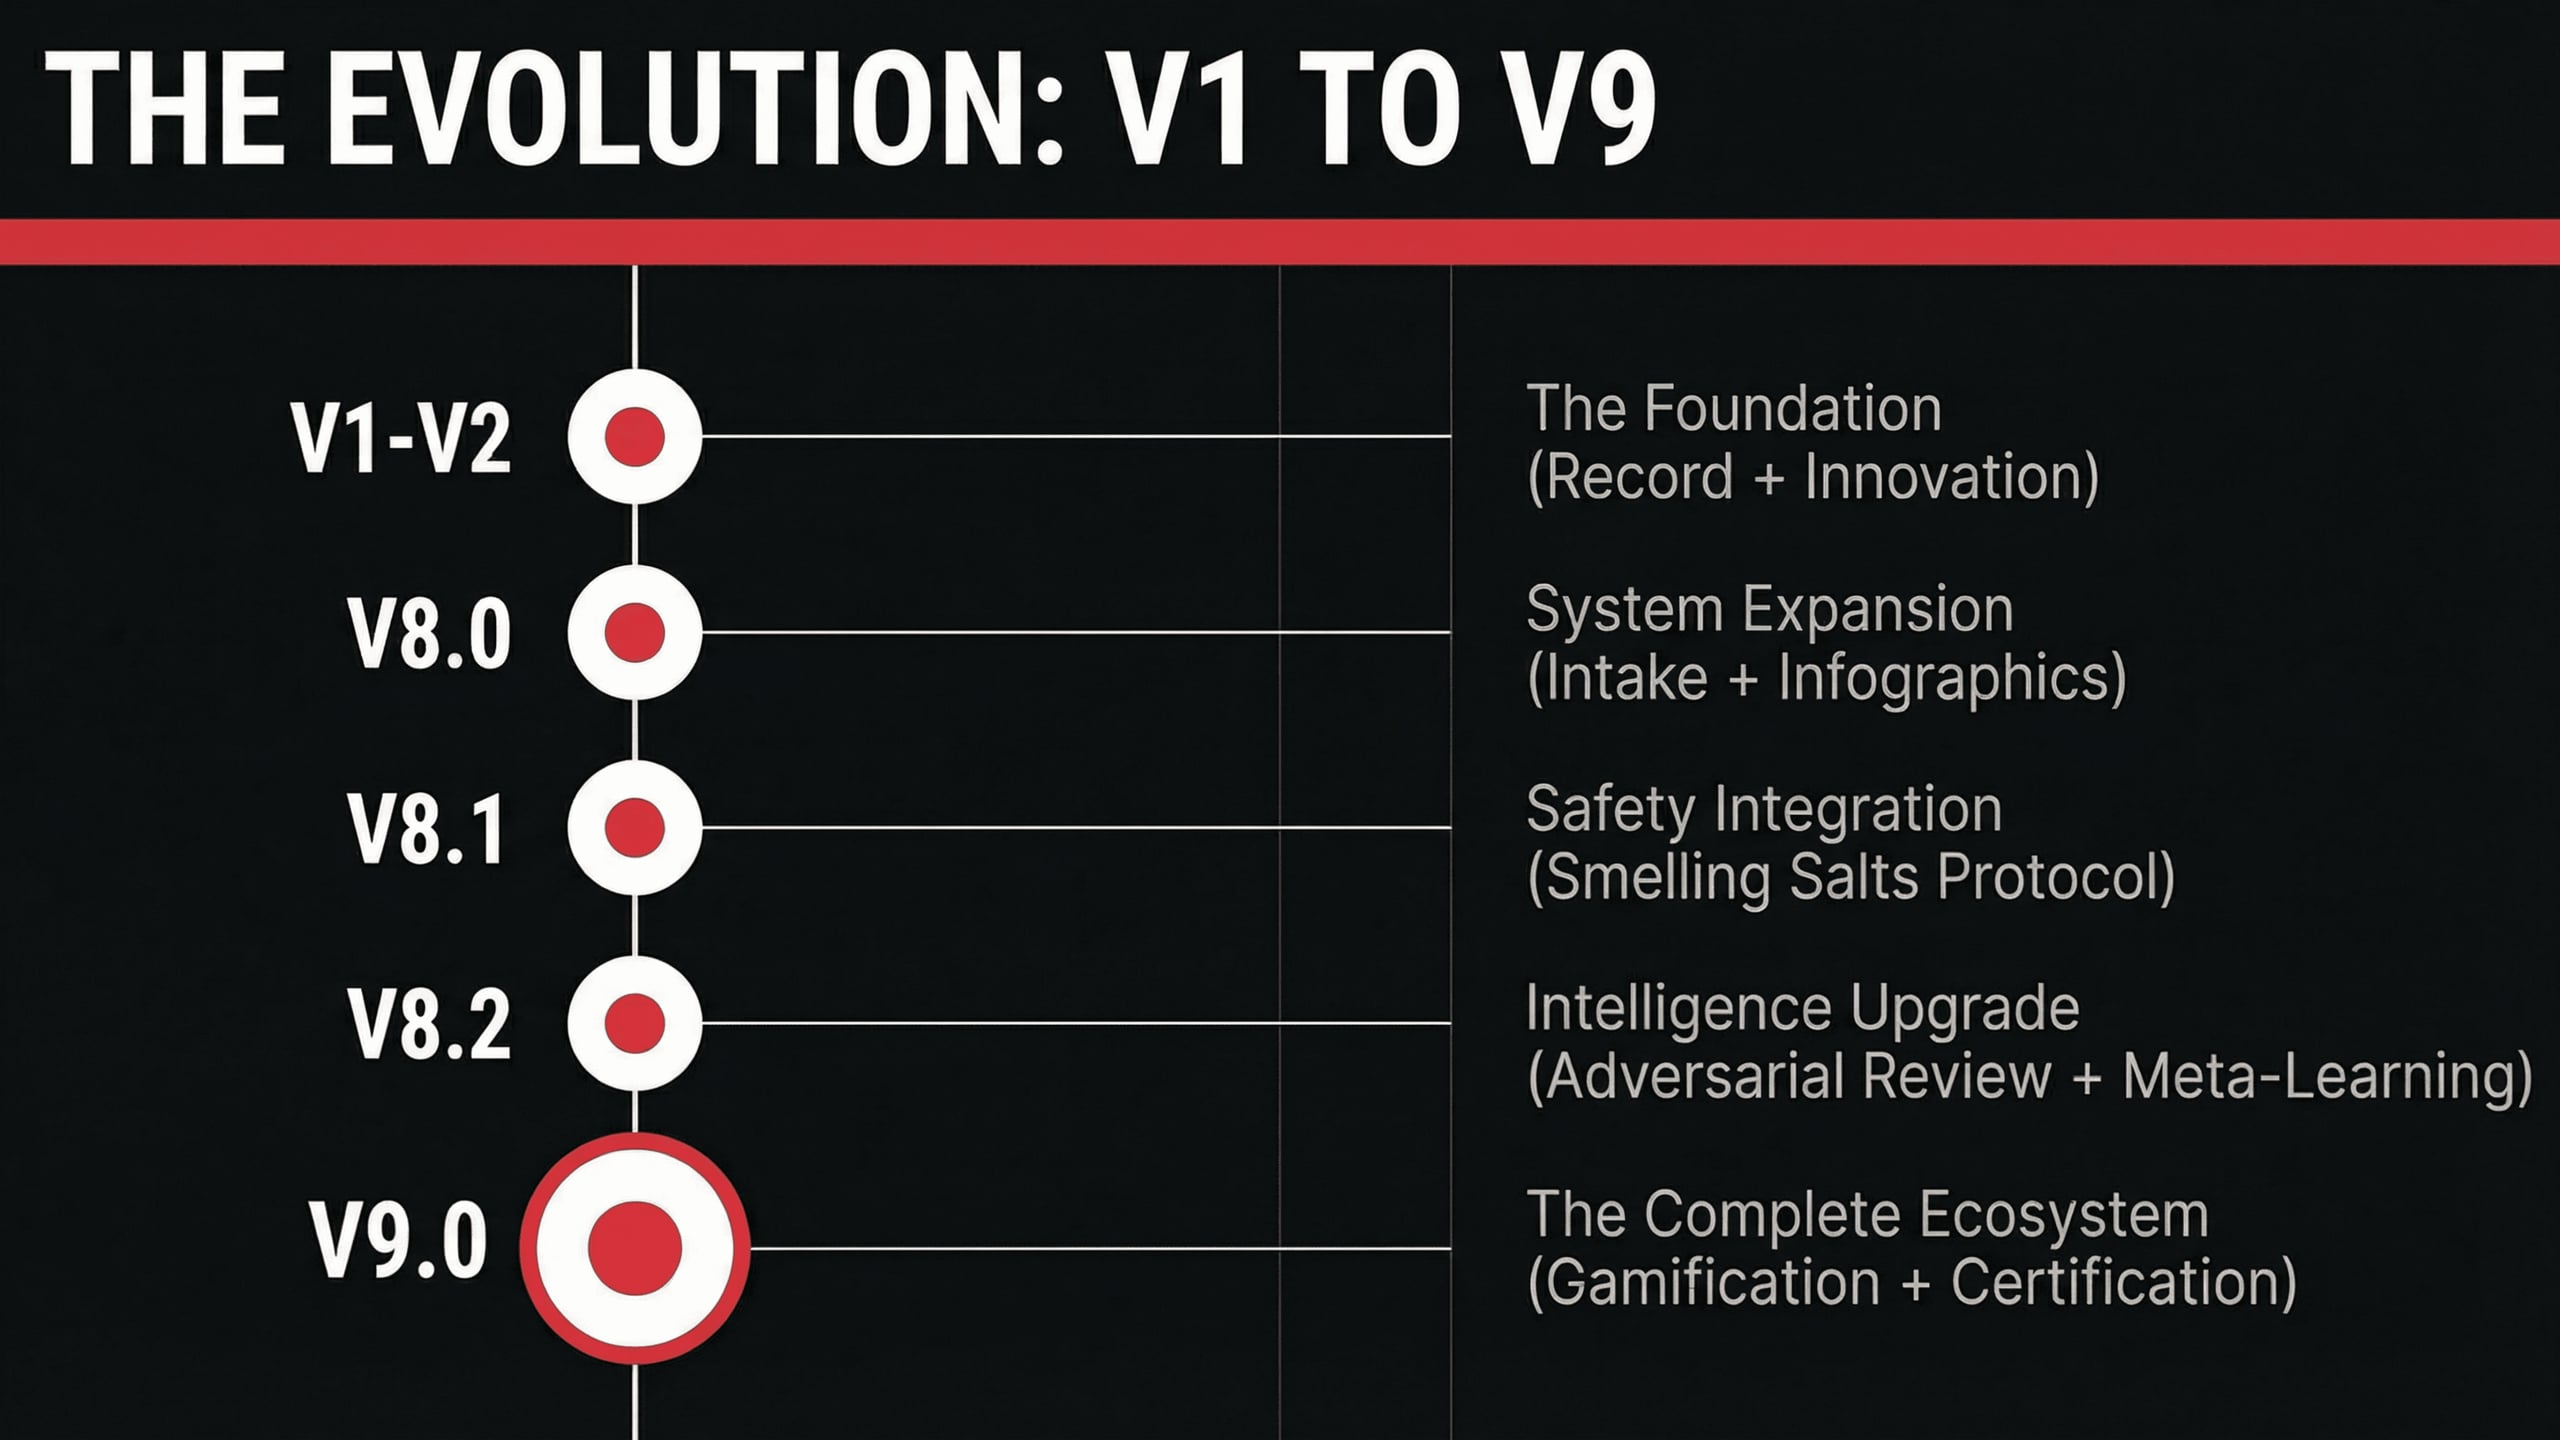 THE EVOLUTION: V1 TO V9
V1-V2
The Foundation
(Record + Innovation)
V8.0
System Expansion
(Intake + Infographics)
V8.1
Safety Integration
(Smelling Salts Protocol)
V8.2
Intelligence Upgrade
(Adversarial Review + Meta-Learning)
V9.0
The Complete Ecosystem
(Gamification + Certification)